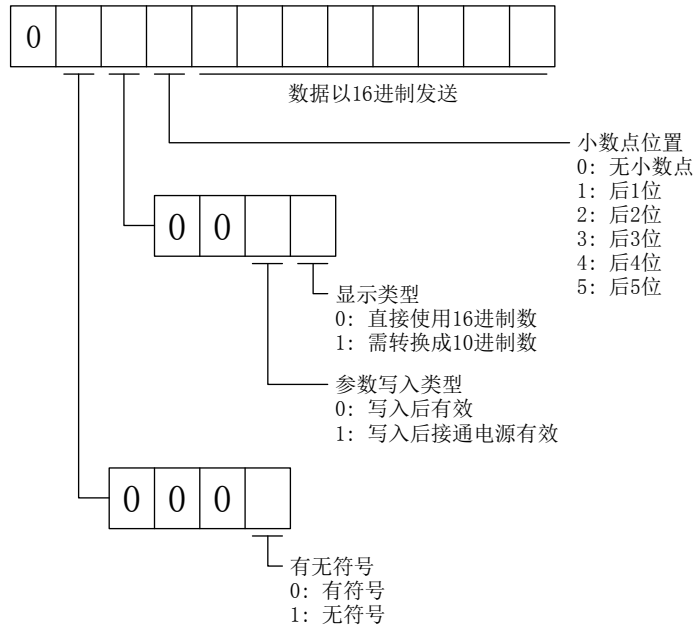 0
数据以16进制发送
小数点位置
0: 无小数点
1: 后1位
2: 后2位
3: 后3位
4: 后4位
5: 后5位
0 0
显示类型
0: 直接使用16进制数
1: 需转换成10进制数
参数写入类型
0: 写入后有效
1: 写入后接通电源有效
0 0 0
有无符号
0: 有符号
1: 无符号